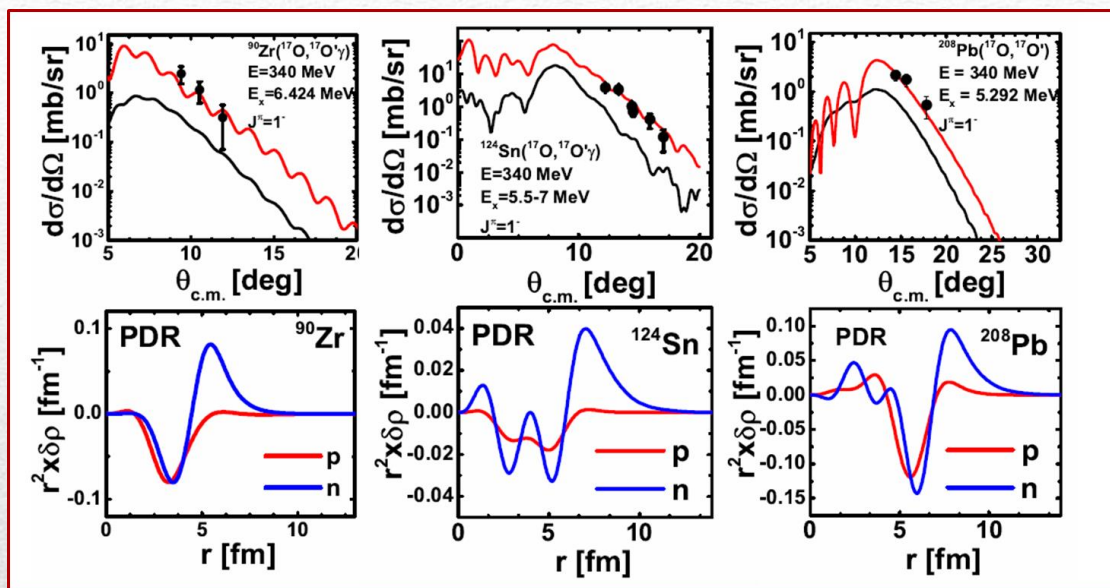 dσ/dΩ [mb/sr]
10¹
10⁰
10⁻¹
10⁻²
10⁻³
⁹⁰Zr(¹⁷O,¹⁷O'γ)
E=340 MeV
Eₓ=6.424 MeV
Jᵖ=1⁻
5 10 15 20
θc.m. [deg]
dσ/dΩ [mb/sr]
10¹
10⁰
10⁻¹
10⁻²
10⁻³
¹²⁴Sn(¹⁷O,¹⁷O'γ)
E=340 MeV
Eₓ=5.5-7 MeV
Jᵖ=1⁻
0 10 20
θc.m. [deg]
dσ/dΩ [mb/sr]
10¹
10⁰
10⁻¹
10⁻²
10⁻³
²⁰⁸Pb(¹⁷O,¹⁷O')
E = 340 MeV
Eₓ = 5.292 MeV
Jᵖ=1⁻
5 10 15 20 25 30
θc.m. [deg]
r²xδρ [fm⁻¹]
0.1
0.0
-0.1
PDR ⁹⁰Zr
p
n
0 5 10
r [fm]
r²xδρ [fm⁻¹]
0.04
0.02
0.00
-0.02
-0.04
PDR ¹²⁴Sn
p
n
0 5 10
r [fm]
r²xδρ [fm⁻¹]
0.10
0.05
0.00
-0.05
-0.10
-0.15
PDR ²⁰⁸Pb
p
n
0 5 10
r [fm]